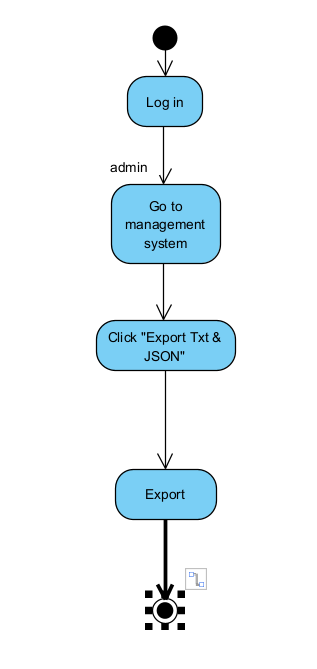 Log in
admin
Go to
management
system
Click "Export Txt &
JSON"
Export